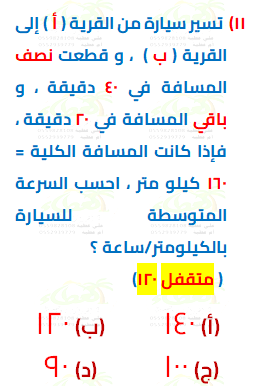 ١١) تسير سيارة من القرية ( أ ) إلى
القرية ( ب ) ، و قطعت نصف
المسافة في ٤٠ دقيقة ، و
باقي المسافة في ٢٠ دقيقة ،
فإذا كانت المسافة الكلية =
١٦٠ كيلو متر ، احسب السرعة
المتوسطة للسيارة
بالكيلومتر/ساعة ؟
( متقفل ١٢٠)
(أ) ١٤٠ (ب) ١٢٠
(ج) ١٠٠ (د) ٩٠